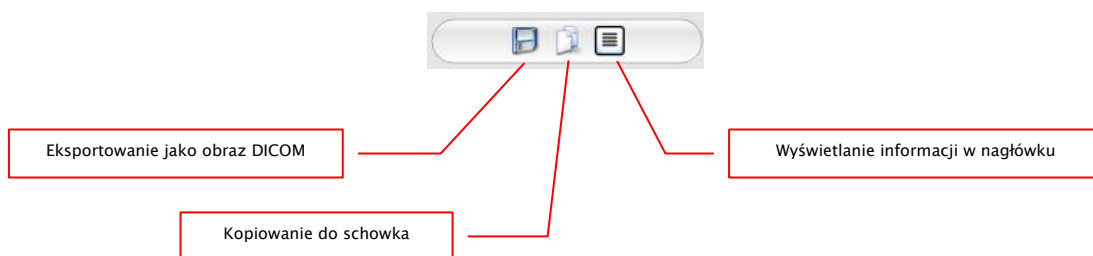 Eksportowanie jako obraz DICOM
Wyświetlanie informacji w nagłówku
Kopiowanie do schowka